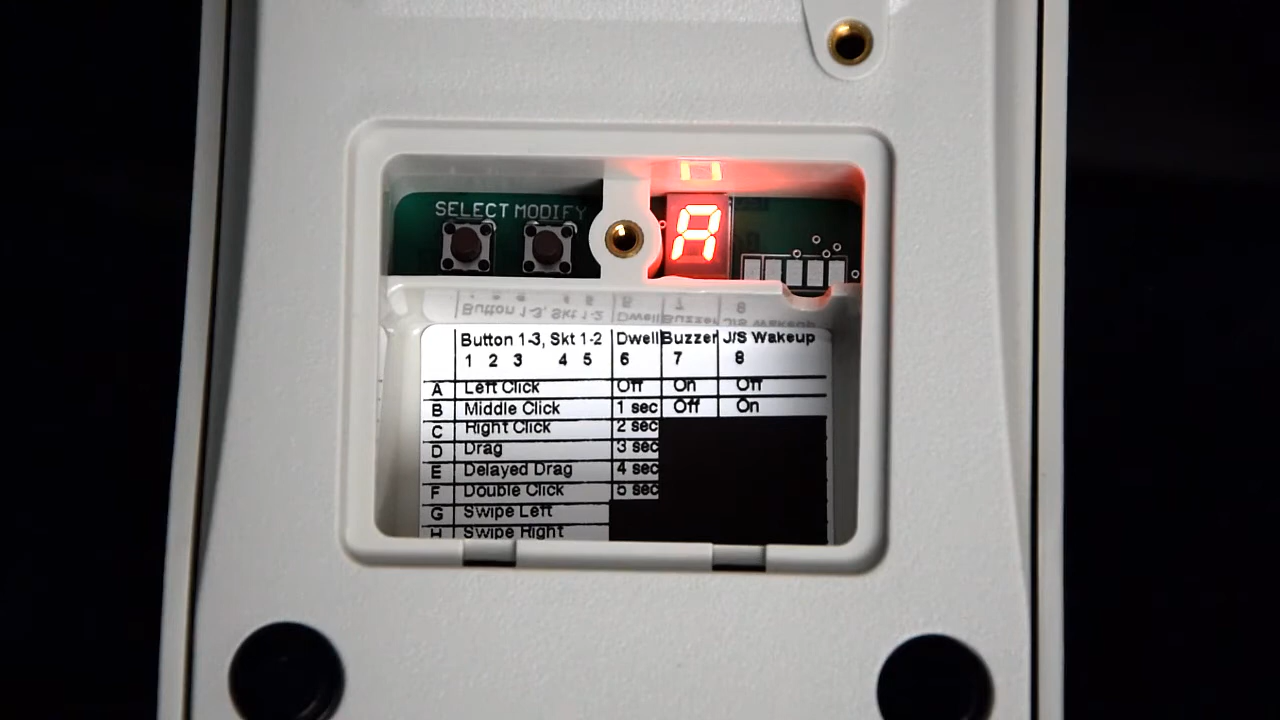 SELECT MODIFY
A
Button 1-3, Skt 1-2 Dwell Buzzer J/S Wakeup
1 2 3 4 5 6 7 8
A Left Click Off On Off
B Middle Click 1 sec Off On
C Right Click 2 sec
D Drag 3 sec
E Delayed Drag 4 sec
F Double Click 5 sec
G Swipe Left
H Swipe Right